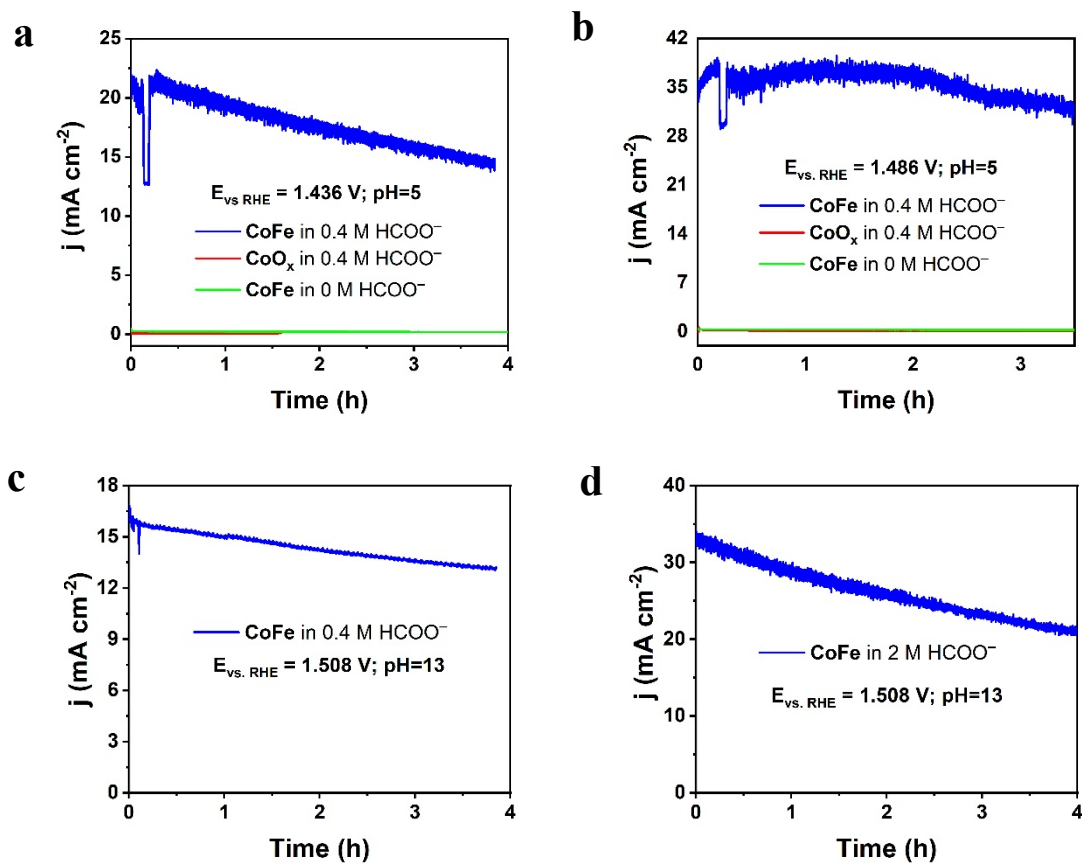 a
j (mA cm⁻²)
25
20
15
10
5
0
E vs RHE = 1.436 V; pH=5
CoFe in 0.4 M HCOO⁻
CoOₓ in 0.4 M HCOO⁻
CoFe in 0 M HCOO⁻
0 1 2 3 4
Time (h)
b
j (mA cm⁻²)
42
35
28
21
14
7
0
E vs. RHE = 1.486 V; pH=5
CoFe in 0.4 M HCOO⁻
CoOₓ in 0.4 M HCOO⁻
CoFe in 0 M HCOO⁻
0 1 2 3
Time (h)
c
j (mA cm⁻²)
18
15
12
9
6
3
0
CoFe in 0.4 M HCOO⁻
E vs. RHE = 1.508 V; pH=13
0 1 2 3 4
Time (h)
d
j (mA cm⁻²)
40
30
20
10
0
CoFe in 2 M HCOO⁻
E vs. RHE = 1.508 V; pH=13
0 1 2 3 4
Time (h)